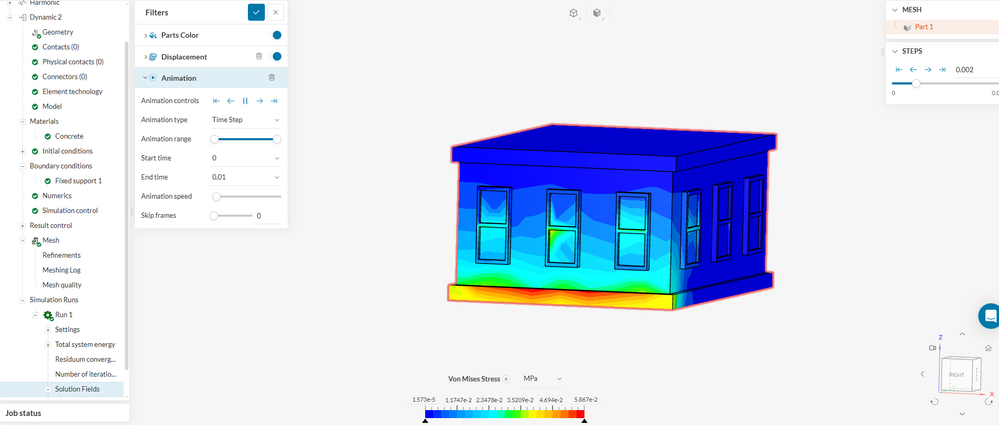 Harmonic
Dynamic 2
Geometry
Contacts (0)
Physical contacts (0)
Connectors (0)
Element technology
Model
Materials
Concrete
Initial conditions
Boundary conditions
Fixed support 1
Numerics
Simulation control
Result control
Mesh
Refinements
Meshing Log
Mesh quality
Simulation Runs
Run 1
Settings
Total system energy
Residuum converg...
Number of iteratio...
Solution Fields
Job status
Filters
Parts Color
Displacement
Animation
Animation controls
Animation type Time Step
Animation range
Start time 0
End time 0.01
Animation speed
Skip frames 0
Von Mises Stress MPa
1.573e-5 1.1747e-2 2.3478e-2 3.5209e-2 4.694e-2 5.867e-2
MESH
Part 1
STEPS
0.002
0 0.0
Z
RIGHT
Y
X